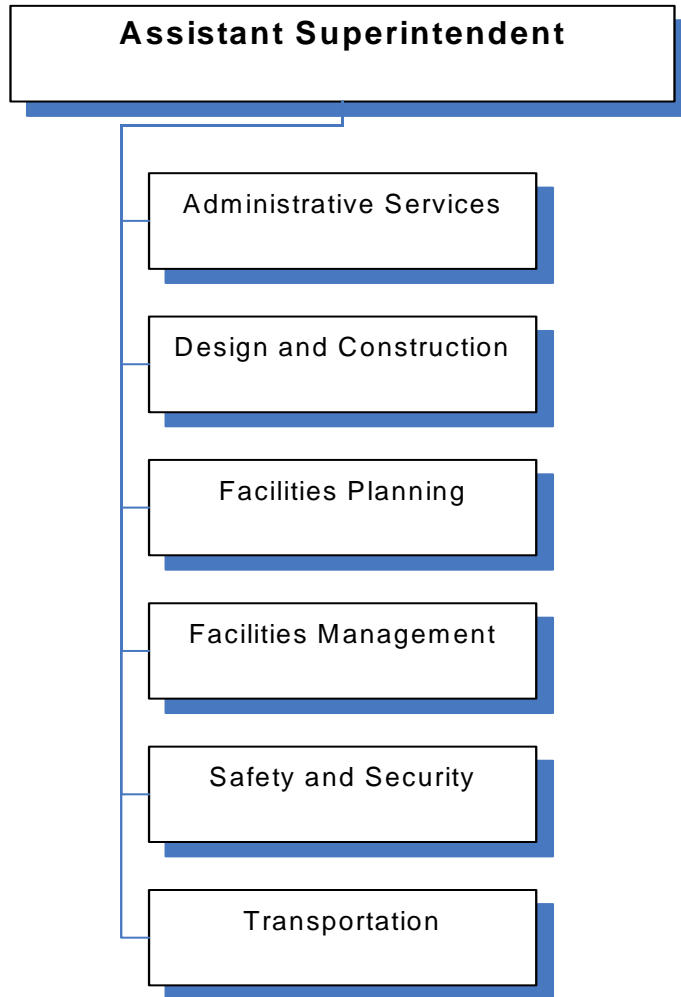 Assistant Superintendent
Administrative Services
Design and Construction
Facilities Planning
Facilities Management
Safety and Security
Transportation